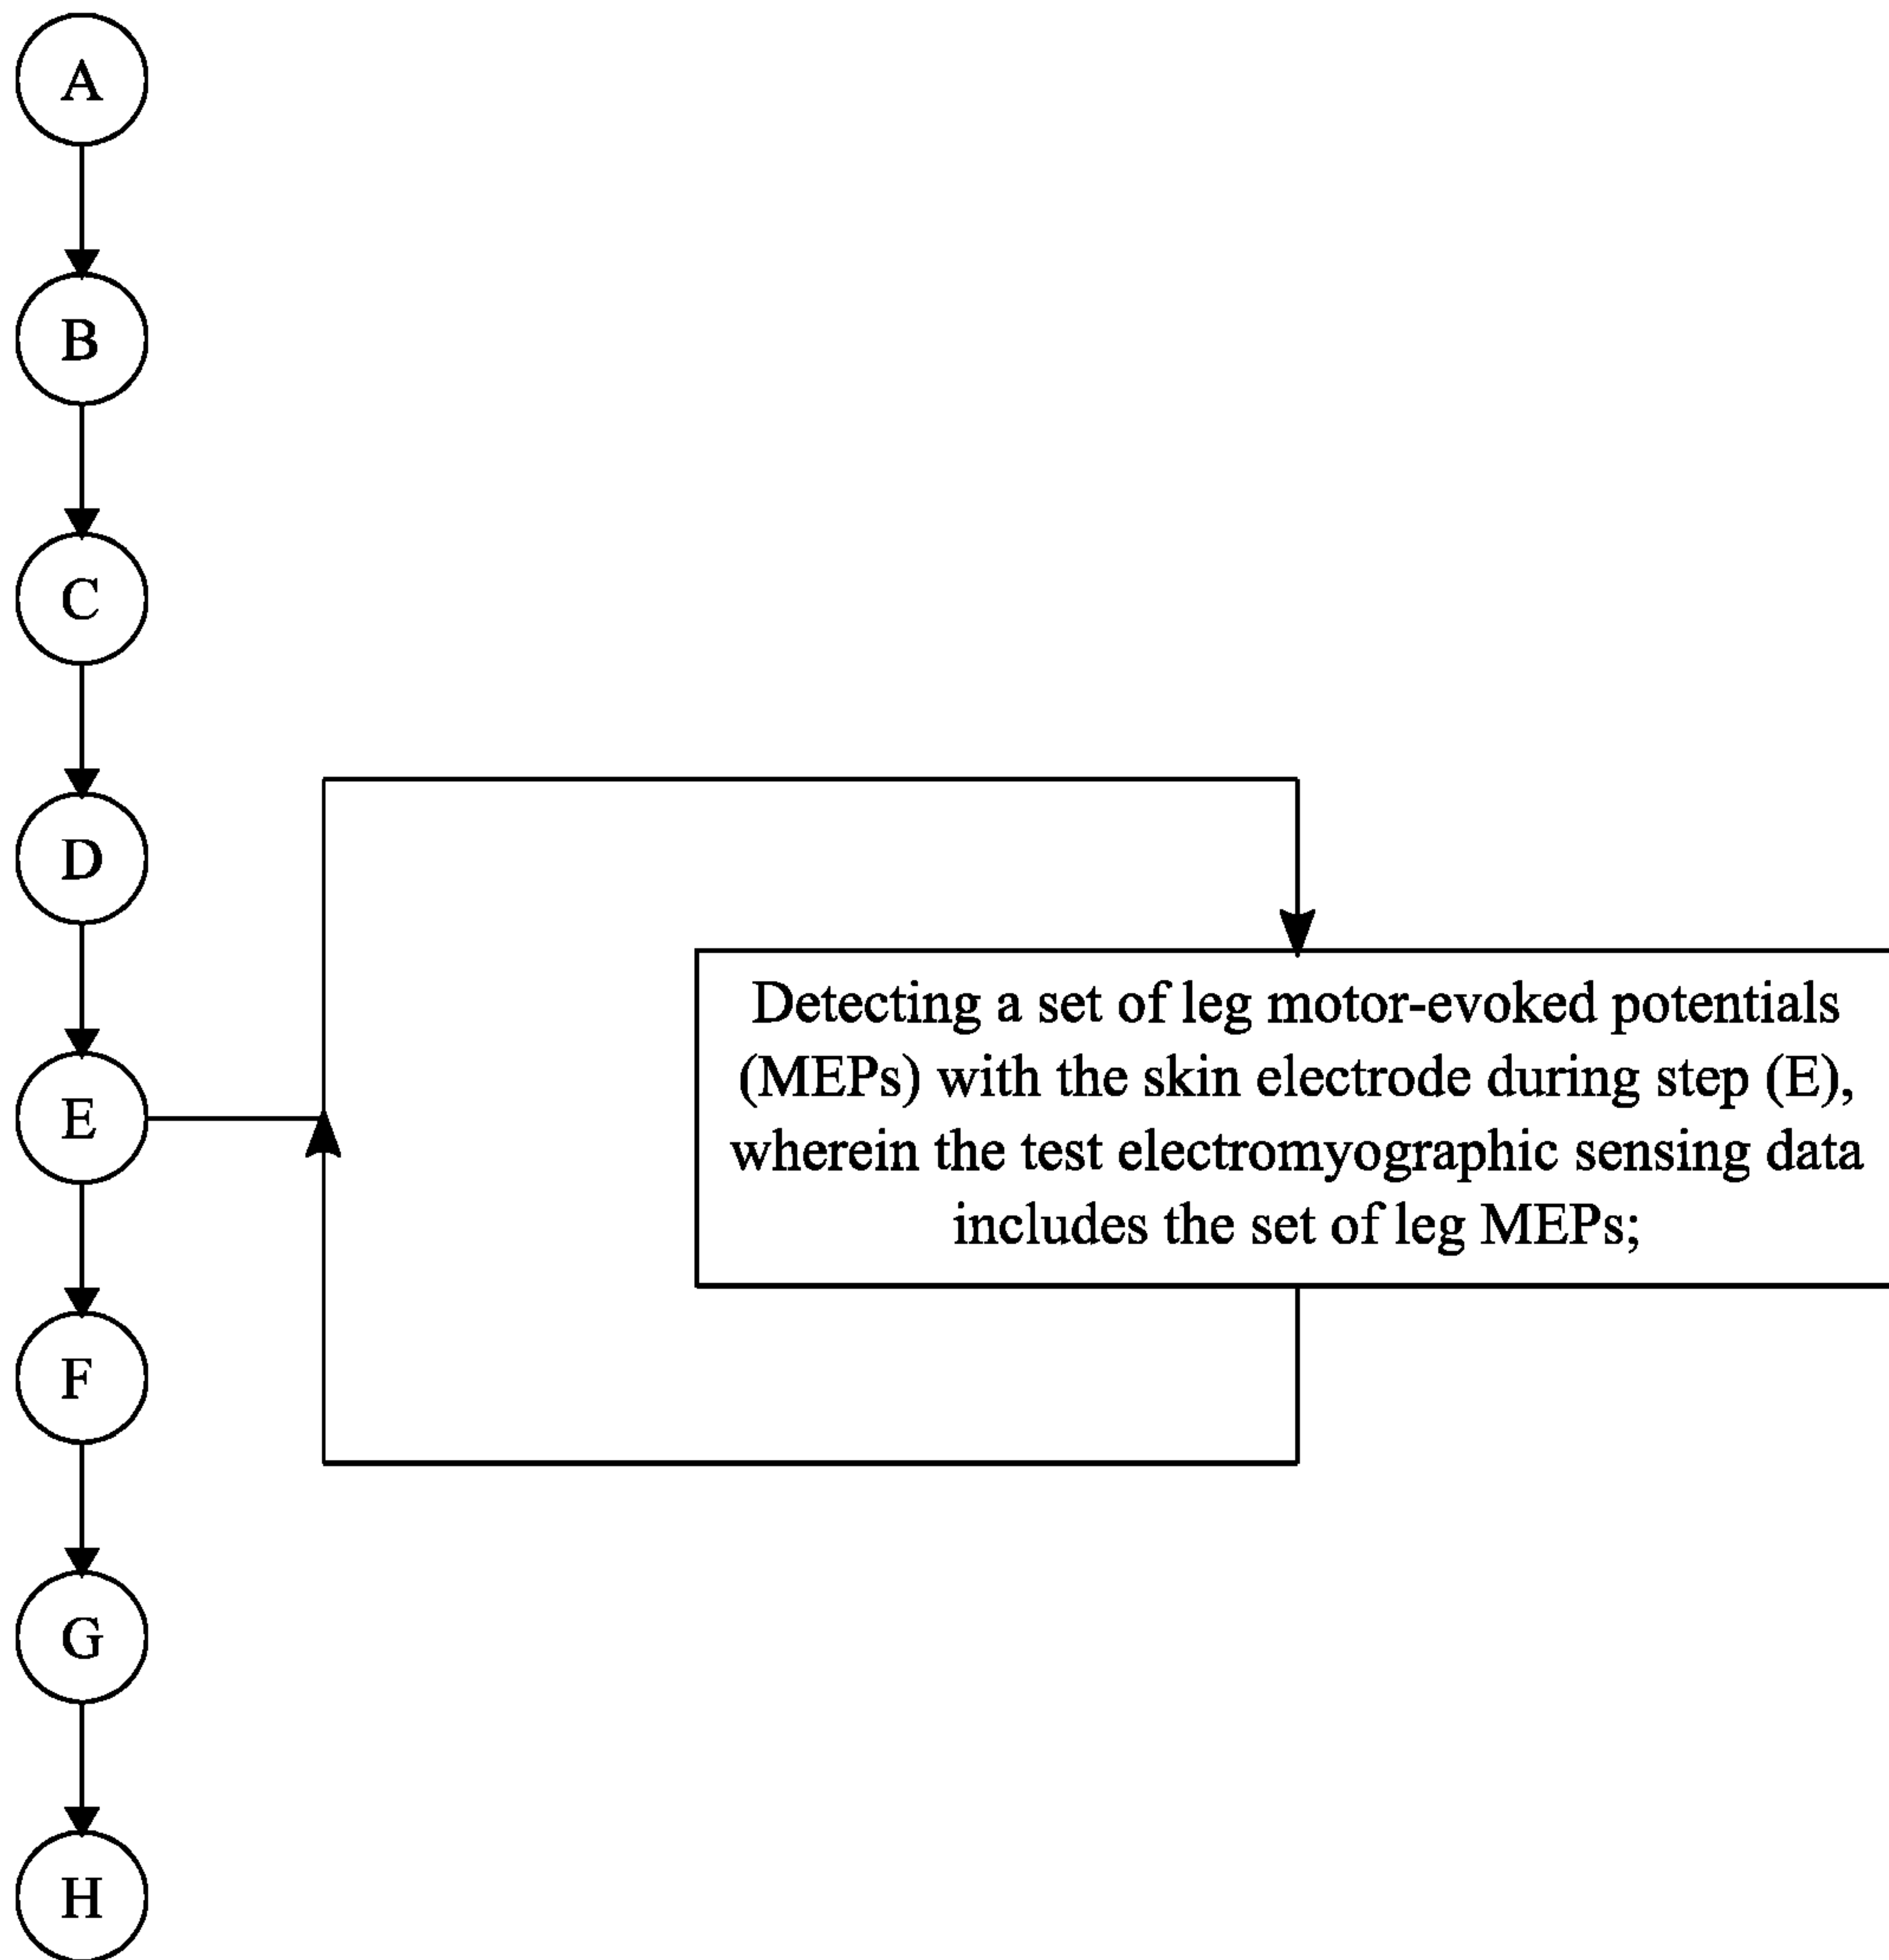 A
B
C
D
E
F
G
H
Detecting a set of leg motor-evoked potentials
(MEPs) with the skin electrode during step (E),
wherein the test electromyographic sensing data
includes the set of leg MEPs;